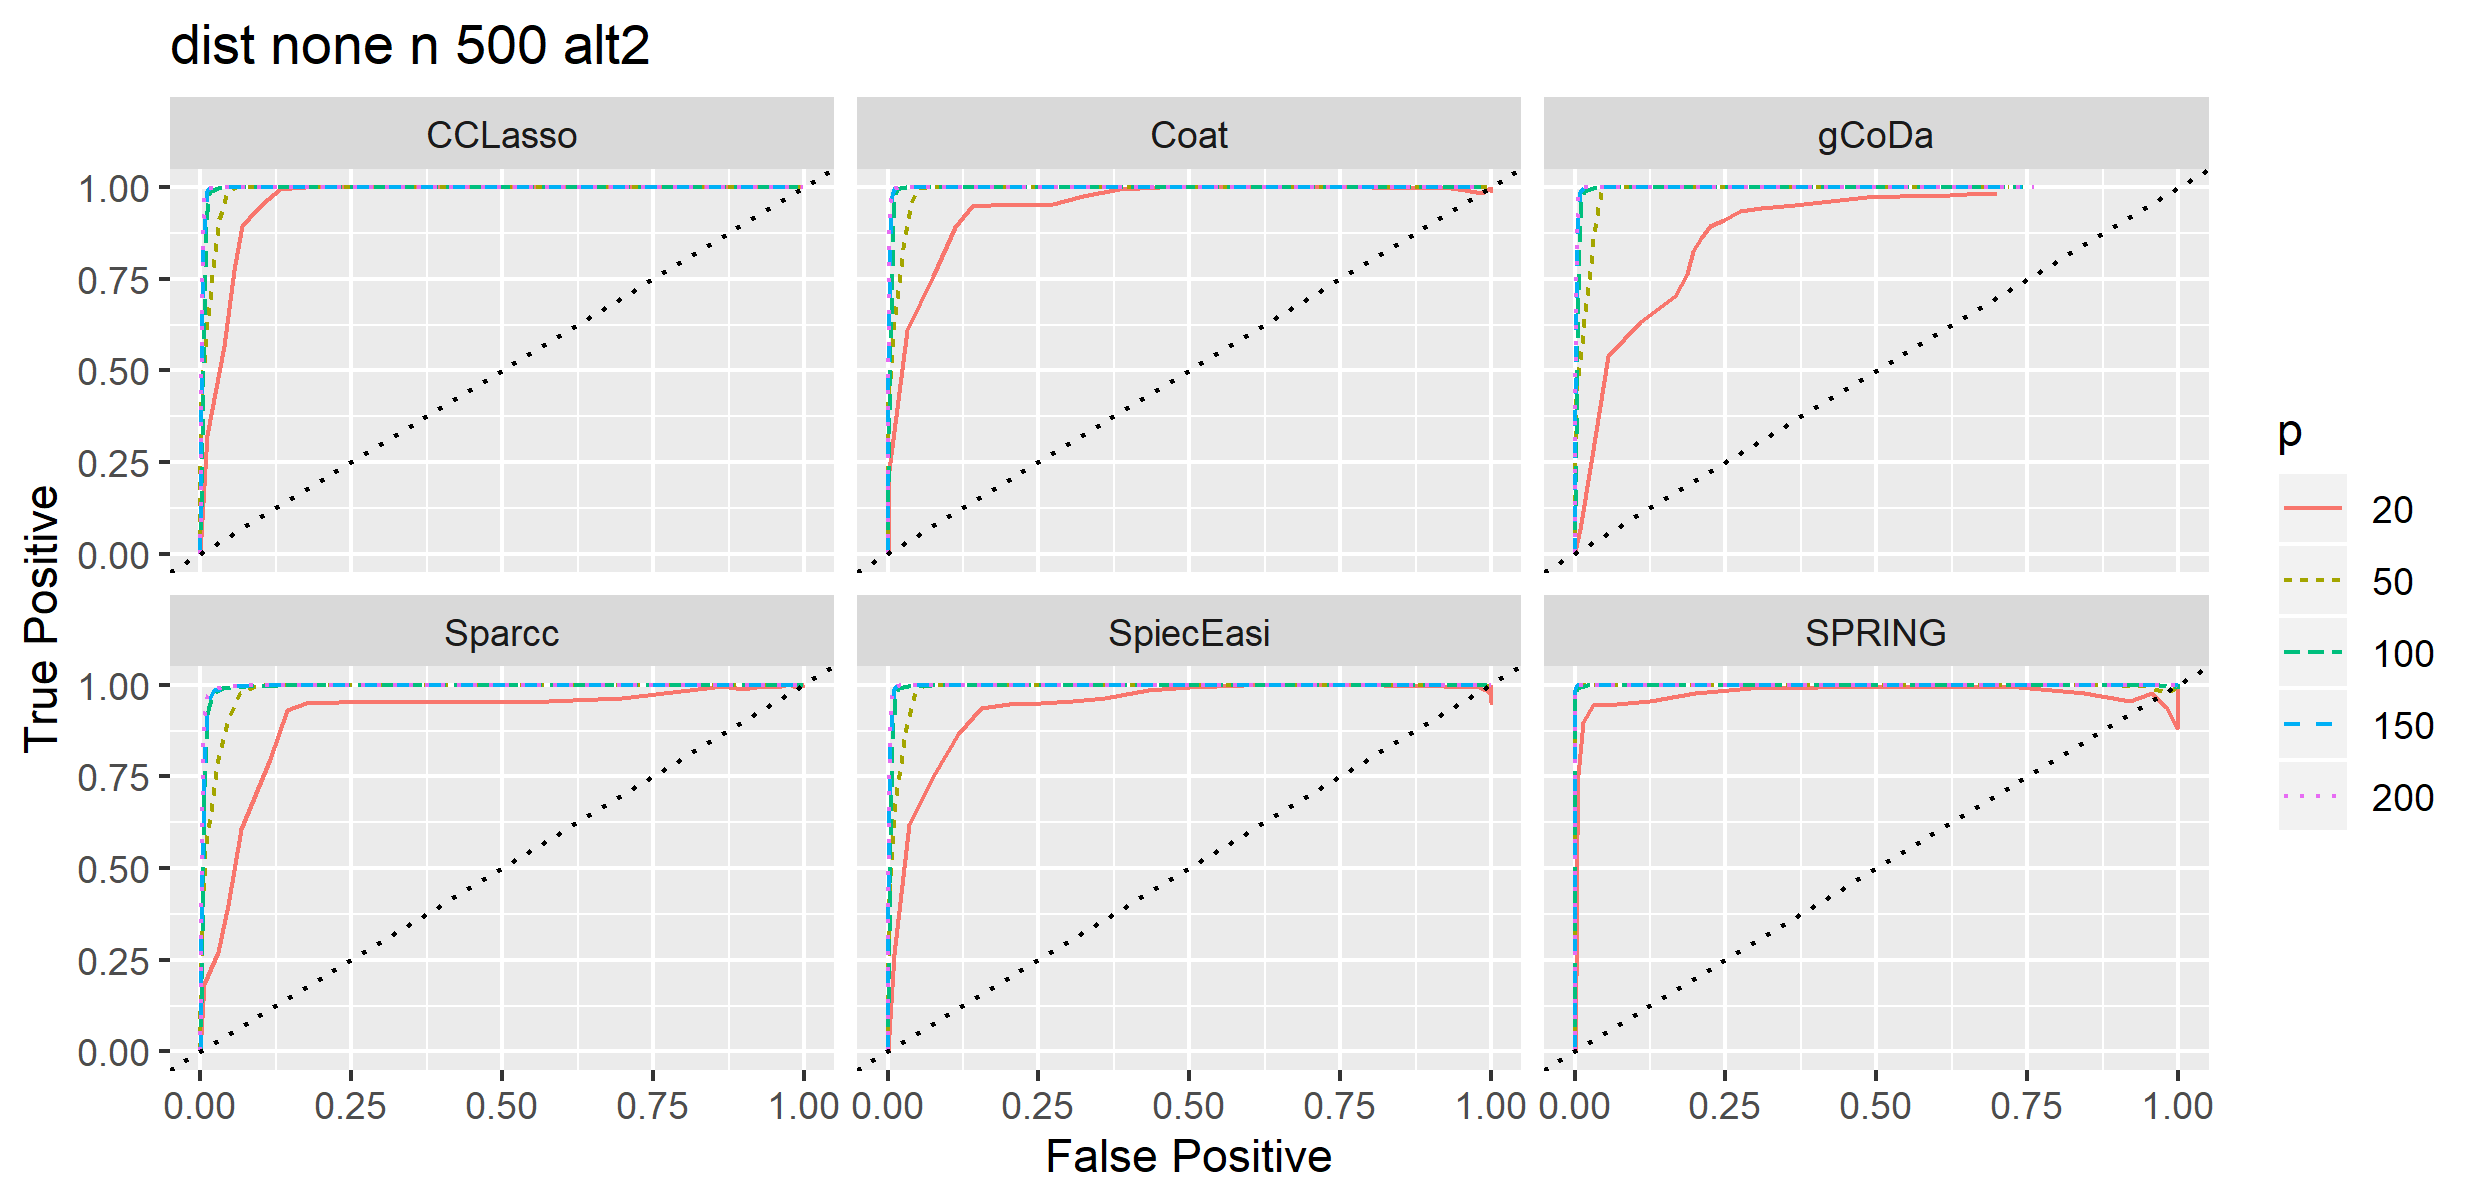 dist none n 500 alt2
CCLasso
Coat
gCoDa
1.00
0.75
0.50
0.25
0.00
Sparcc
SpiecEasi
SPRING
1.00
0.75
0.50
0.25
0.00
0.00 0.25 0.50 0.75 1.00
0.00 0.25 0.50 0.75 1.00
0.00 0.25 0.50 0.75 1.00
False Positive
True Positive
p
20
50
100
150
200